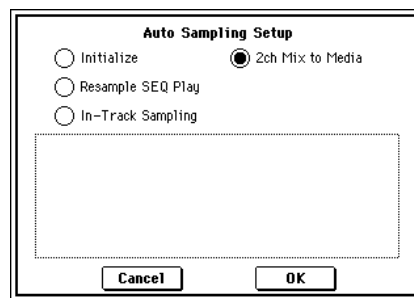 Auto Sampling Setup
Initialize 2ch Mix to Media
Resample SEQ Play
In-Track Sampling
Cancel OK